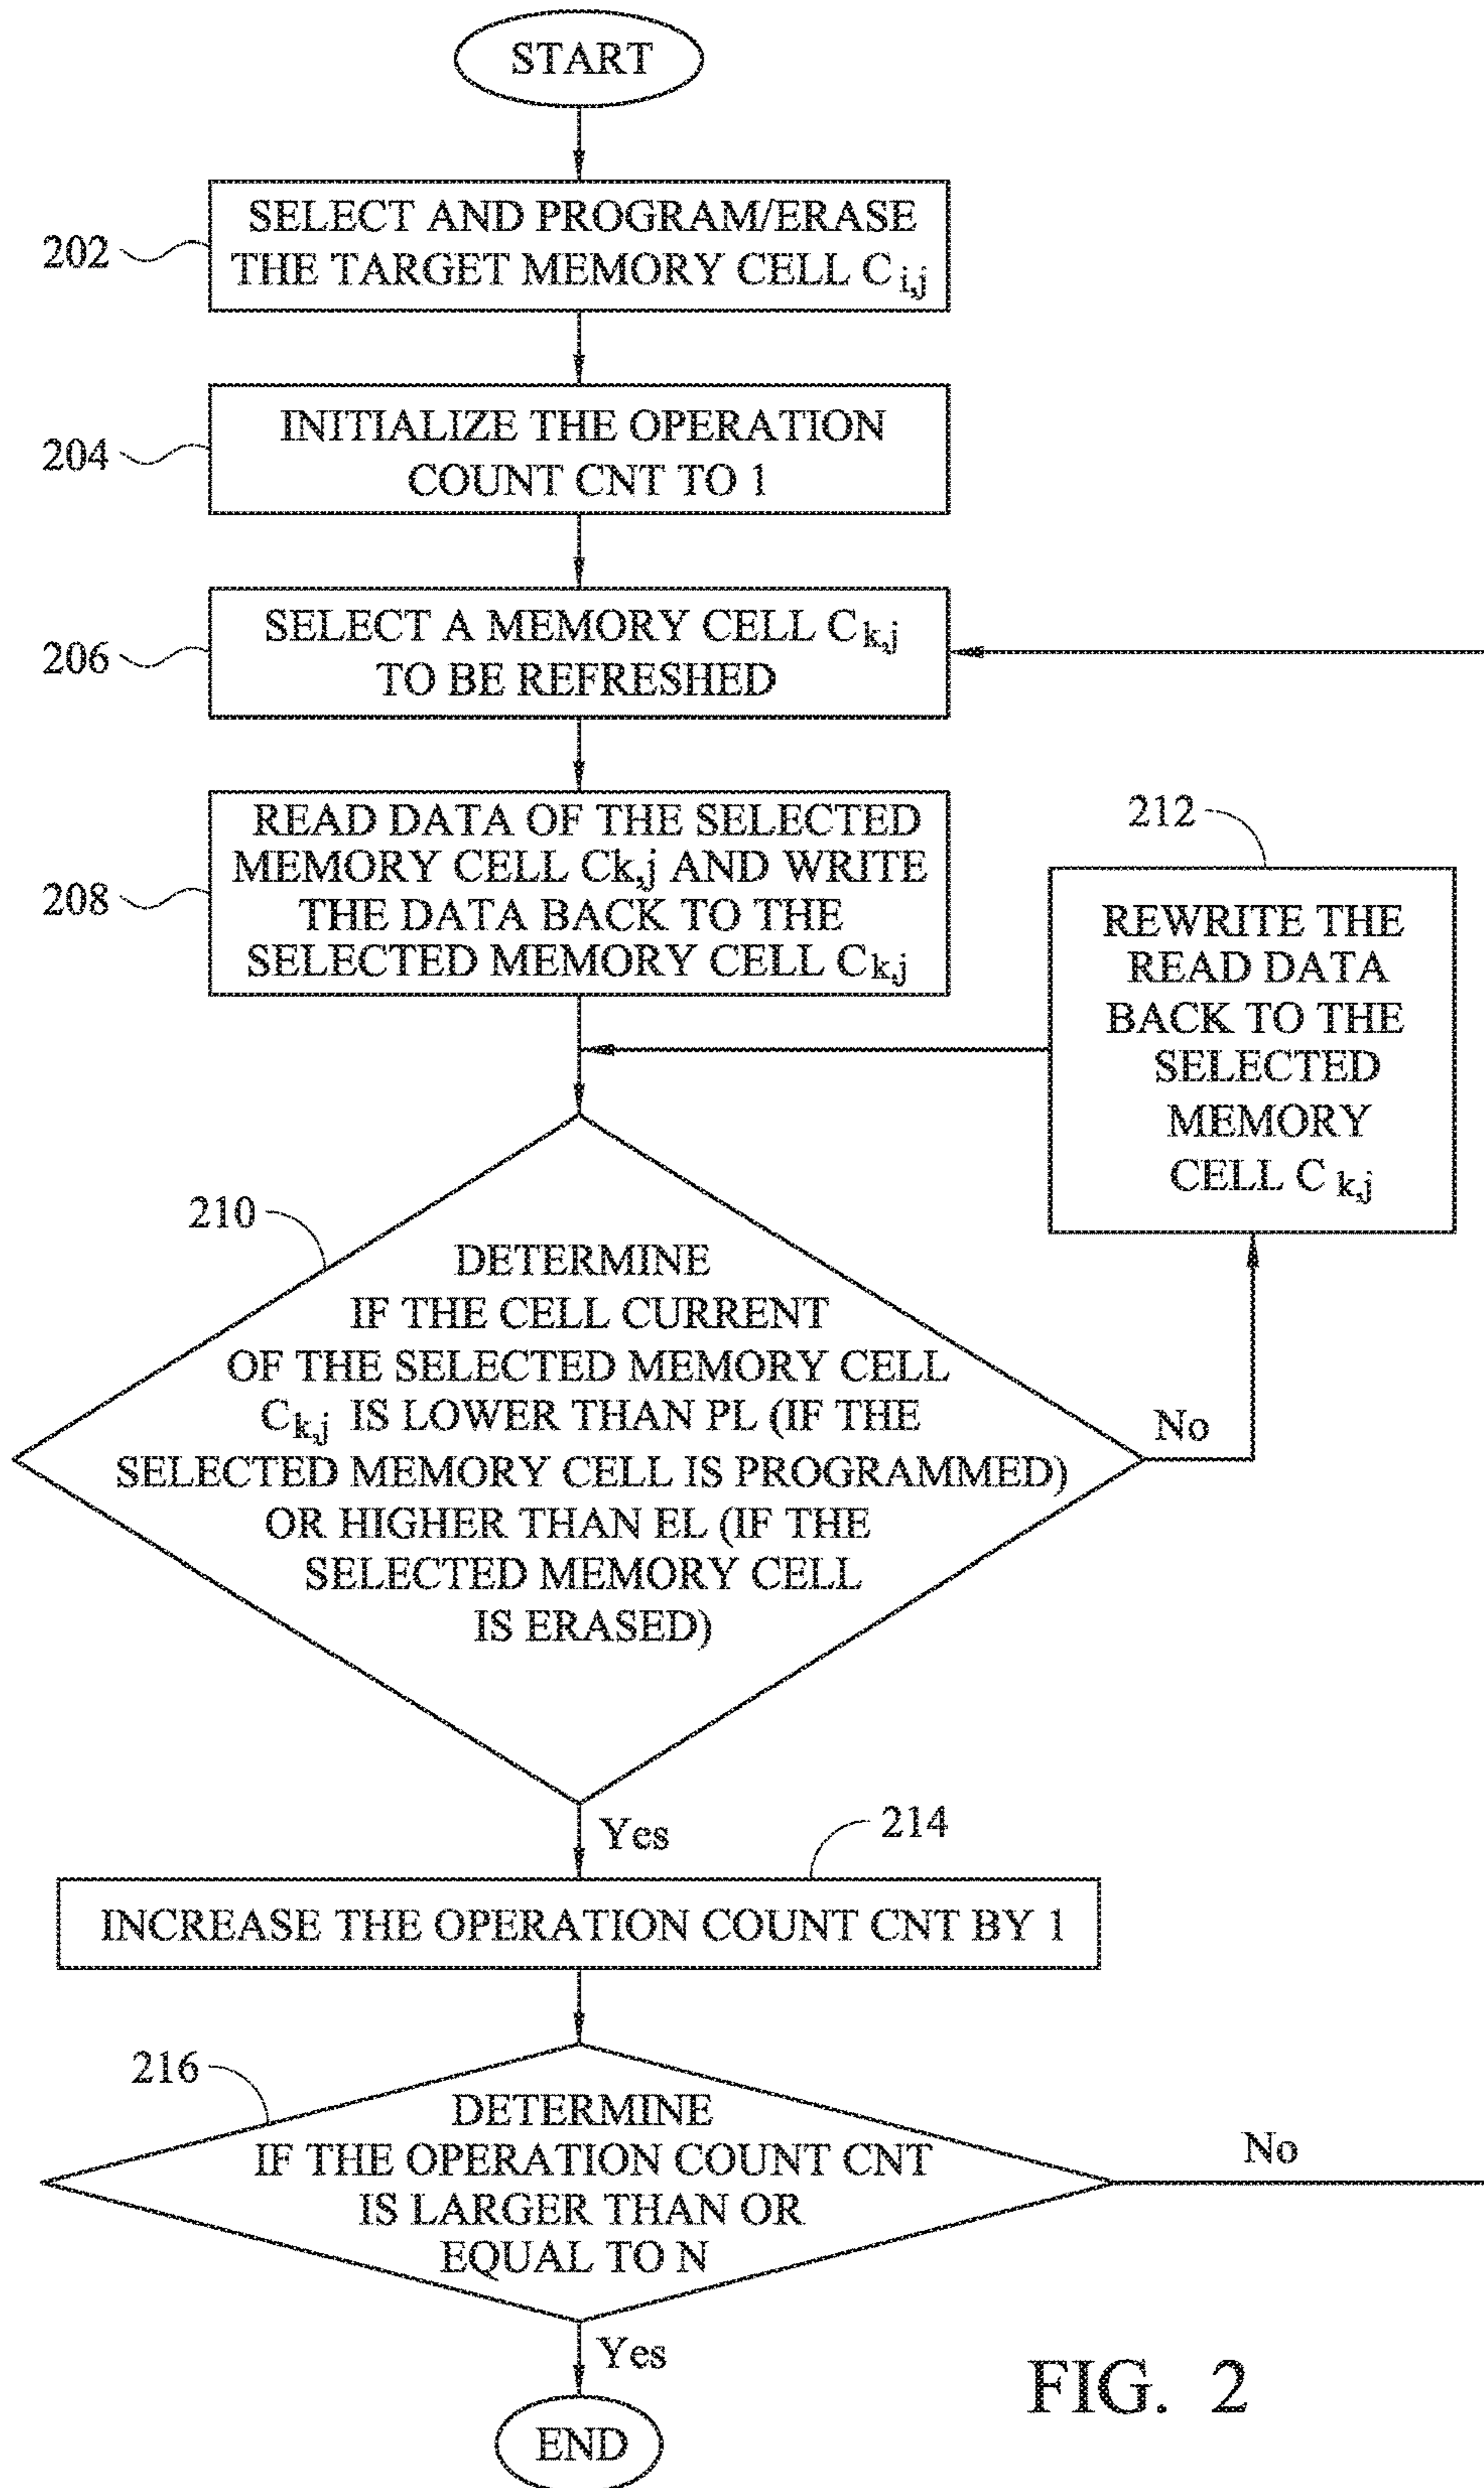 START
202
SELECT AND PROGRAM/ERASE
THE TARGET MEMORY CELL C i,j
204
INITIALIZE THE OPERATION
COUNT CNT TO 1
206
SELECT A MEMORY CELL C k,j
TO BE REFRESHED
208
READ DATA OF THE SELECTED
MEMORY CELL Ck,j AND WRITE
THE DATA BACK TO THE
SELECTED MEMORY CELL Ck,j
212
REWRITE THE
READ DATA
BACK TO THE
SELECTED
MEMORY
CELL C k,j
210
DETERMINE
IF THE CELL CURRENT
OF THE SELECTED MEMORY CELL
Ck,j IS LOWER THAN PL (IF THE
SELECTED MEMORY CELL IS PROGRAMMED)
OR HIGHER THAN EL (IF THE
SELECTED MEMORY CELL
IS ERASED)
No
Yes
214
INCREASE THE OPERATION COUNT CNT BY 1
216
DETERMINE
IF THE OPERATION COUNT CNT
IS LARGER THAN OR
EQUAL TO N
No
Yes
END
FIG. 2